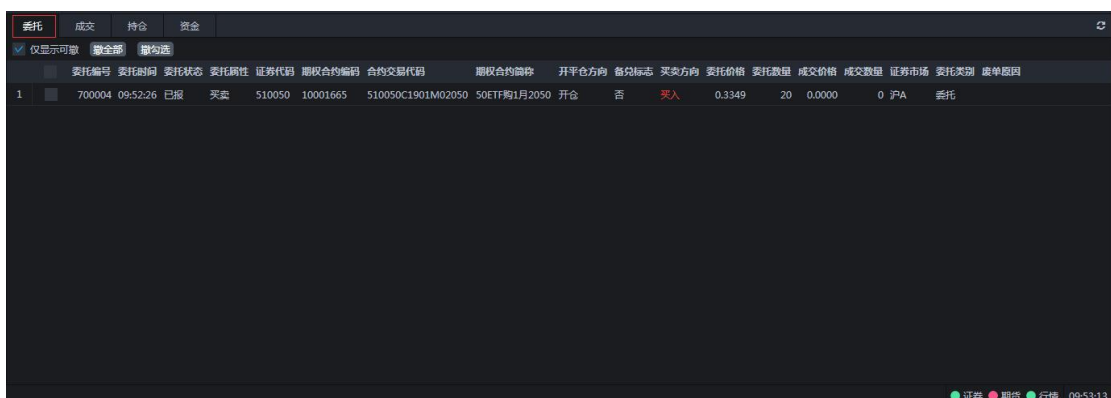 委托 成交 持仓 资金
仅显示可撤 撤全部 撤勾选
委托编号 委托时间 委托状态 委托属性 证券代码 期权合约编码 合约交易代码 期权合约简称 开平仓方向 备兑标志 买卖方向 委托价格 委托数量 成交价格 成交数量 证券市场 委托类别 废单原因
1 700004 09:52:26 已报 买卖 510050 10001665 510050C1901M02050 50ETF购1月2050 开仓 否 买入 0.3349 20 0.0000 0 沪A 委托
证券 期货 行情 09:53:13